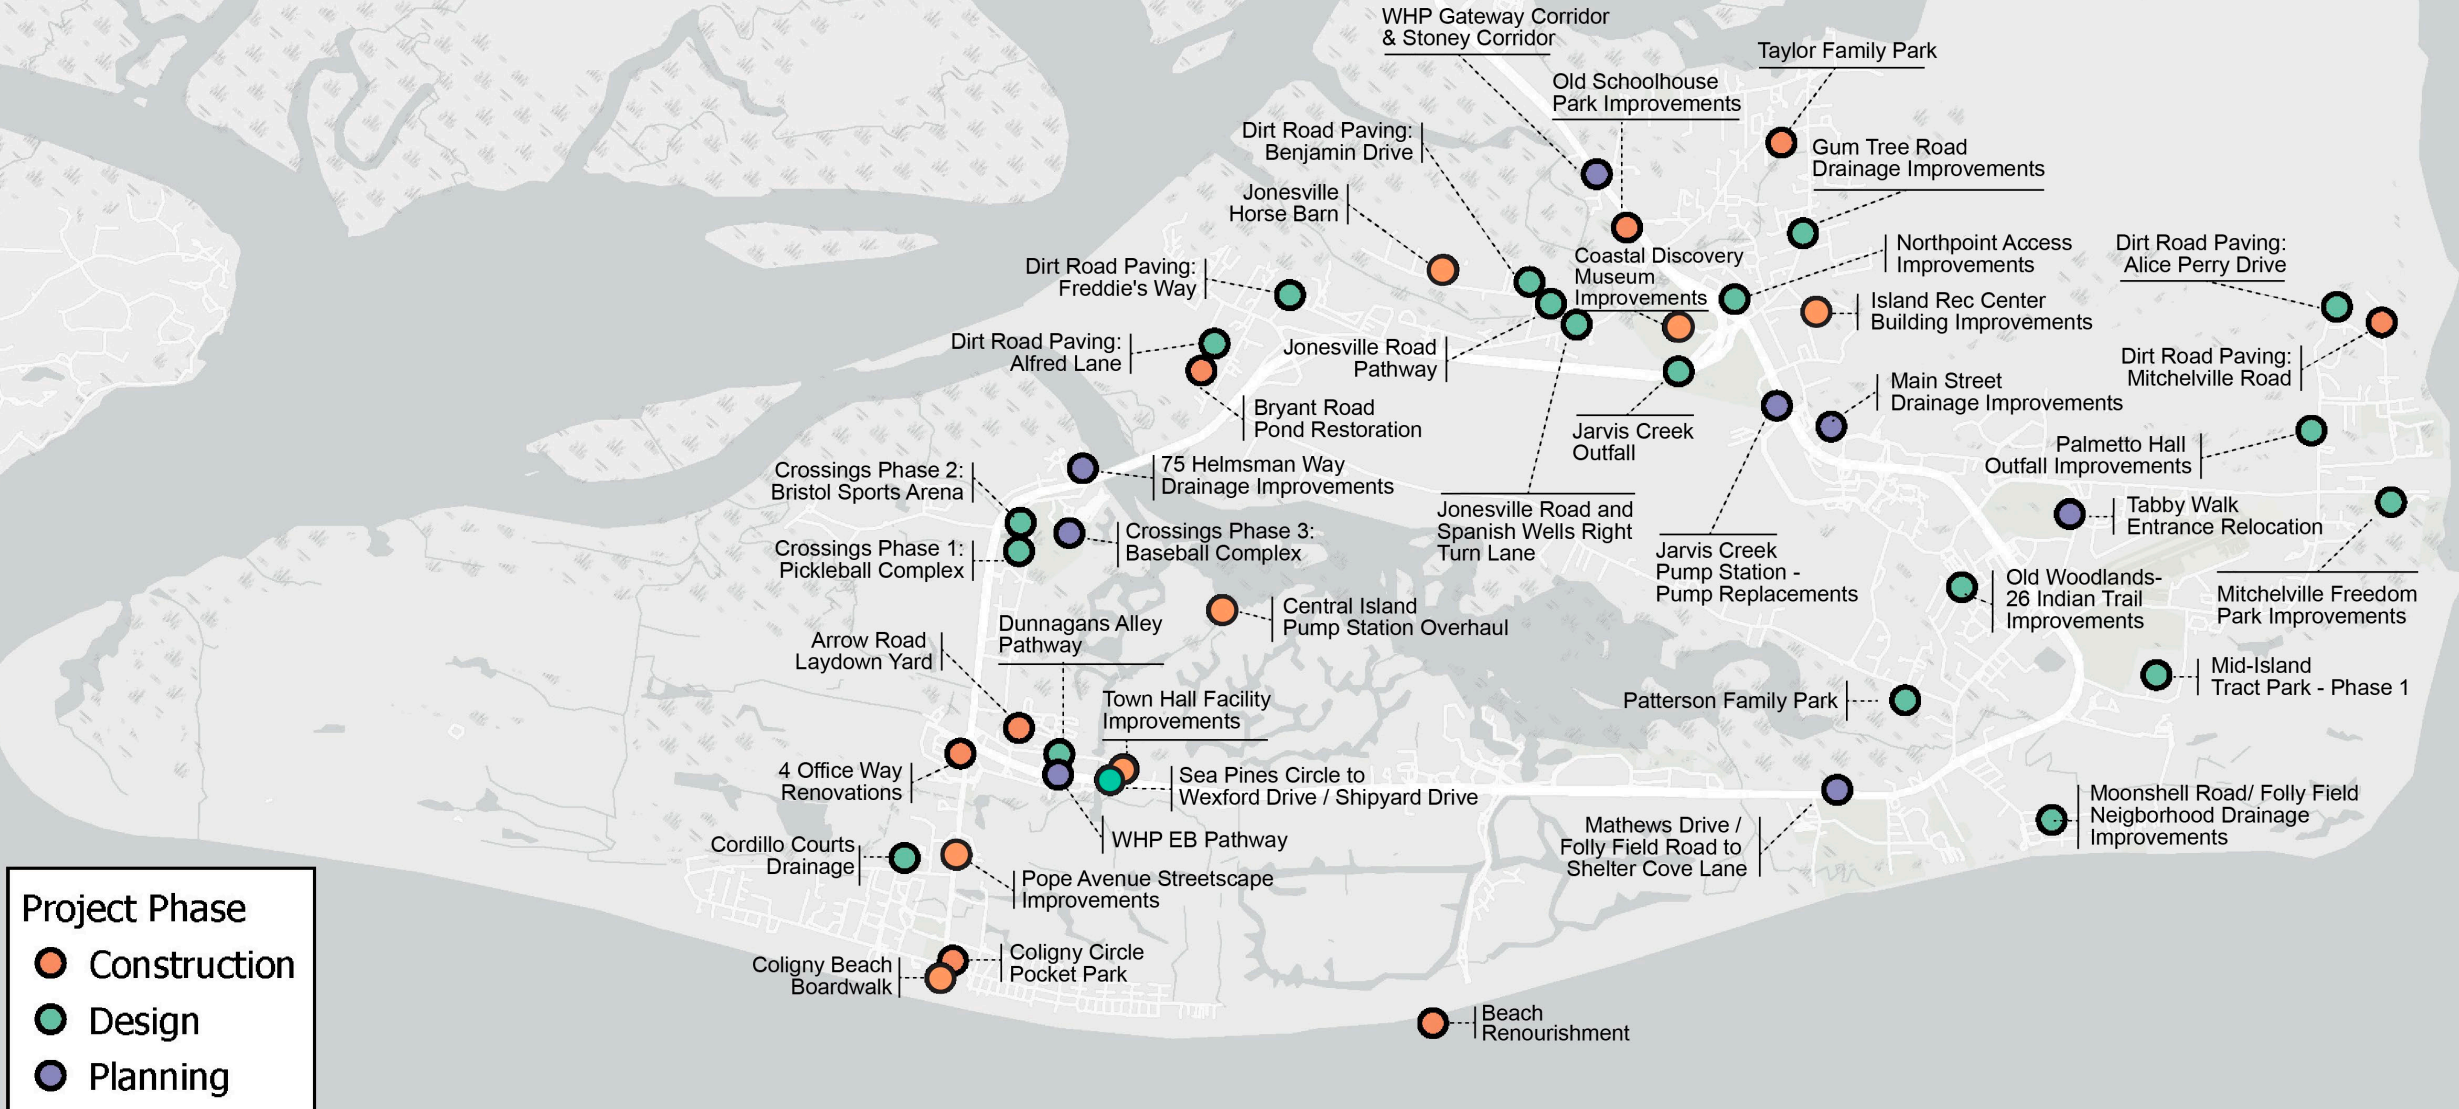 WHP Gateway Corridor
& Stoney Corridor
Taylor Family Park
Old Schoolhouse
Park Improvements
Dirt Road Paving:
Benjamin Drive
Gum Tree Road
Drainage Improvements
Jonesville
Horse Barn
Northpoint Access
Improvements
Dirt Road Paving:
Alice Perry Drive
Coastal Discovery
Museum
Improvements
Dirt Road Paving:
Freddie's Way
Island Rec Center
Building Improvements
Dirt Road Paving:
Alfred Lane
Jonesville Road
Pathway
Dirt Road Paving:
Mitchelville Road
Main Street
Drainage Improvements
Bryant Road
Pond Restoration
Jarvis Creek
Outfall
Palmetto Hall
Outfall Improvements
Crossings Phase 2:
Bristol Sports Arena
75 Helmsman Way
Drainage Improvements
Jonesville Road and
Spanish Wells Right
Turn Lane
Tabby Walk
Entrance Relocation
Crossings Phase 3:
Baseball Complex
Crossings Phase 1:
Pickleball Complex
Jarvis Creek
Pump Station -
Pump Replacements
Old Woodlands-
26 Indian Trail
Improvements
Mitchelville Freedom
Park Improvements
Central Island
Pump Station Overhaul
Dunnagans Alley
Pathway
Arrow Road
Laydown Yard
Mid-Island
Tract Park - Phase 1
Town Hall Facility
Improvements
Patterson Family Park
4 Office Way
Renovations
Sea Pines Circle to
Wexford Drive / Shipyard Drive
Moonshell Road/ Folly Field
Neigborhood Drainage
Improvements
WHP EB Pathway
Mathews Drive /
Folly Field Road to
Shelter Cove Lane
Cordillo Courts
Drainage
Pope Avenue Streetscape
Improvements
Coligny Circle
Pocket Park
Coligny Beach
Boardwalk
Beach
Renourishment
Project Phase
Construction
Design
Planning